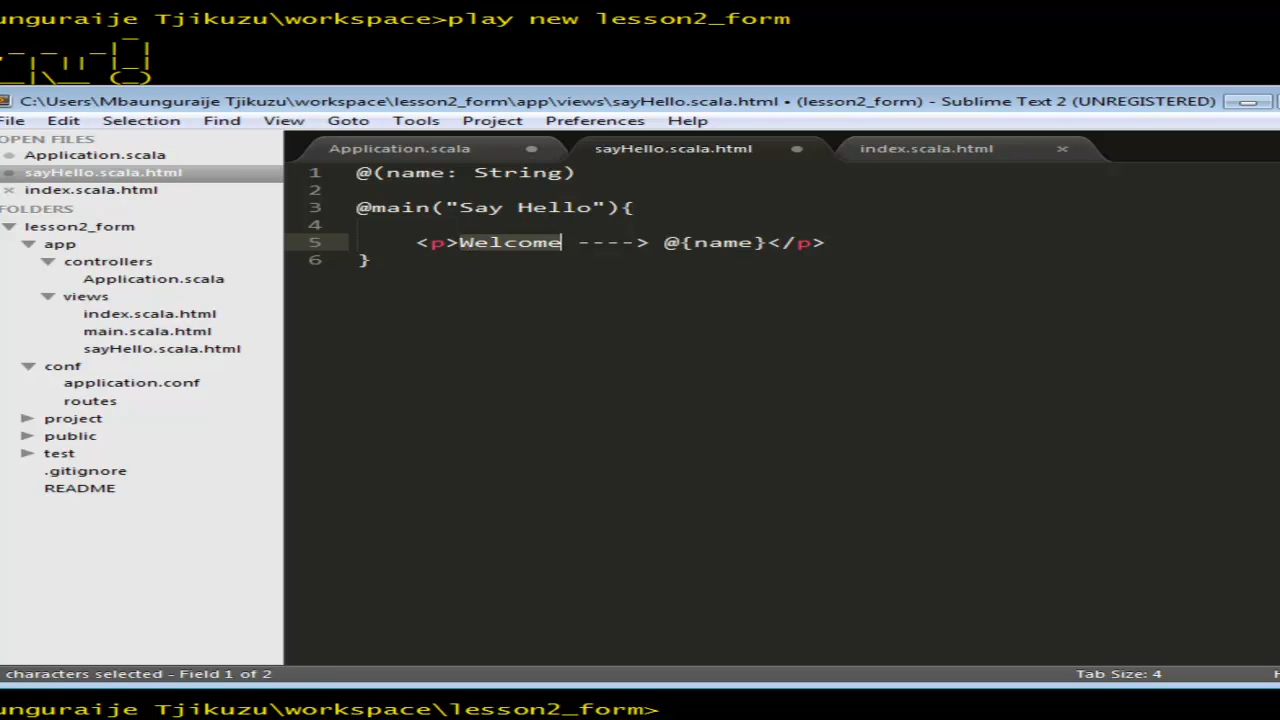 unguraije Tjikuzu\workspace>play new lesson2_form
C:\Users\Mbaunguraije Tjikuzu\workspace\lesson2_form\app\views\sayHello.scala.html • (lesson2_form) - Sublime Text 2 (UNREGISTERED)
File Edit Selection Find View Goto Tools Project Preferences Help
OPEN FILES
Application.scala
sayHello.scala.html
index.scala.html
FOLDERS
lesson2_form
app
controllers
Application.scala
views
index.scala.html
main.scala.html
sayHello.scala.html
conf
application.conf
routes
project
public
test
.gitignore
README
Application.scala sayHello.scala.html index.scala.html
1 @(name: String)
2
3 @main("Say Hello"){
4
5 <p>Welcome ----> @{name}</p>
6 }
characters selected - Field 1 of 2 Tab Size: 4
unguraije Tjikuzu\workspace\lesson2_form>